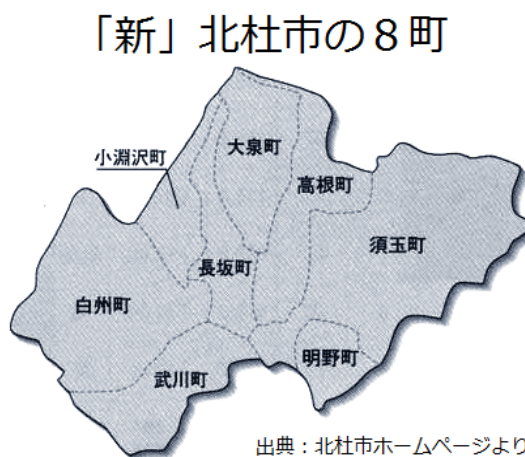 「新」北杜市の８町
大泉町
小淵沢町
高根町
須玉町
長坂町
白州町
明野町
武川町
出典：北杜市ホームページより